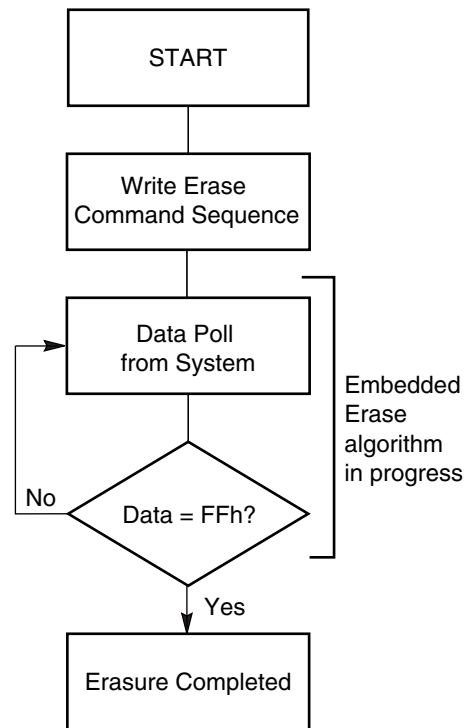 START
Write Erase
Command Sequence
Data Poll
from System
Embedded
Erase
algorithm
in progress
No
Data = FFh?
Yes
Erasure Completed